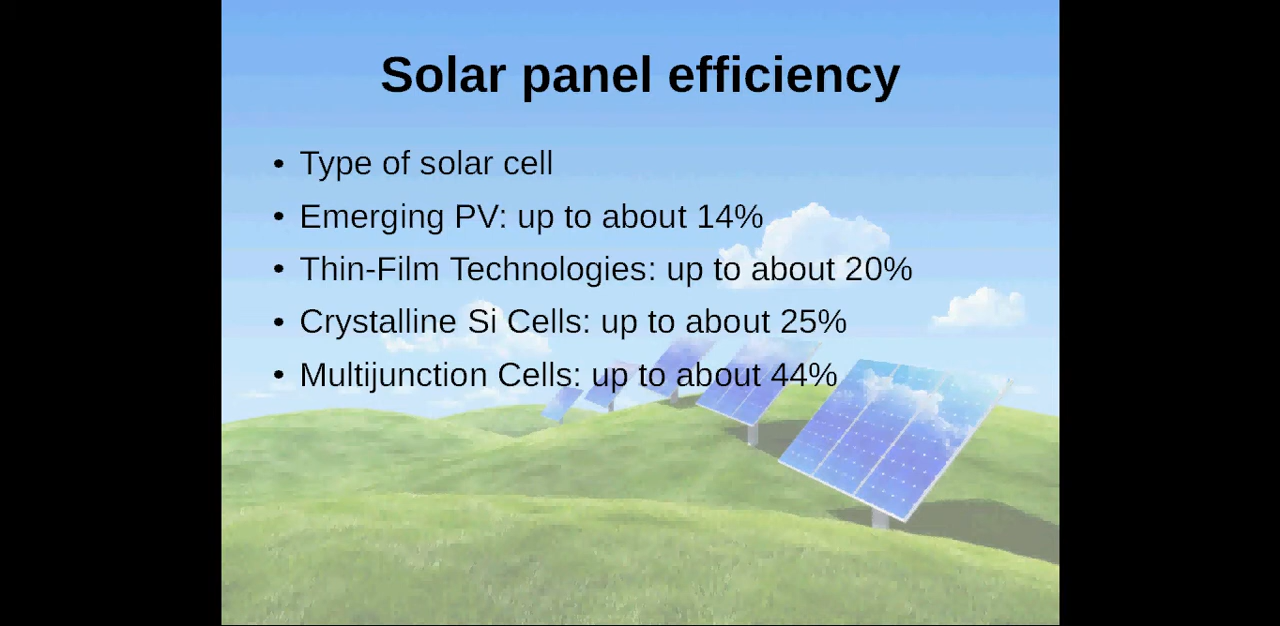 Solar panel efficiency
• Type of solar cell
• Emerging PV: up to about 14%
• Thin-Film Technologies: up to about 20%
• Crystalline Si Cells: up to about 25%
• Multijunction Cells: up to about 44%